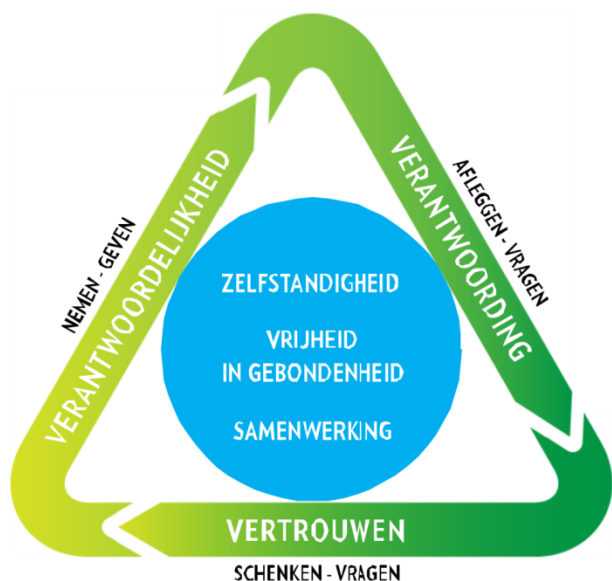 NEMEN - GEVEN
VERANTWOORDELIJKHEID
VERANTWOORDING
AFLEGGEN - VRAGEN
ZELFSTANDIGHEID
VRIJHEID
IN GEBONDENHEID
SAMENWERKING
VERTROUWEN
SCHENKEN - VRAGEN